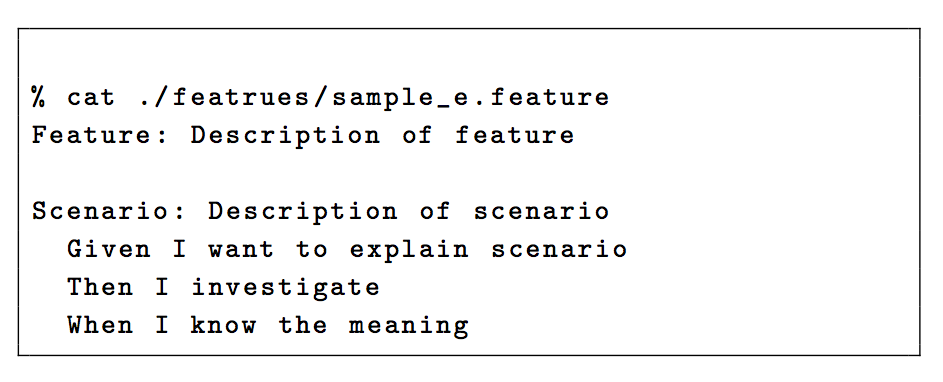 % cat ./featrues/sample_e.feature
Feature: Description of feature

Scenario: Description of scenario
  Given I want to explain scenario
  Then I investigate
  When I know the meaning